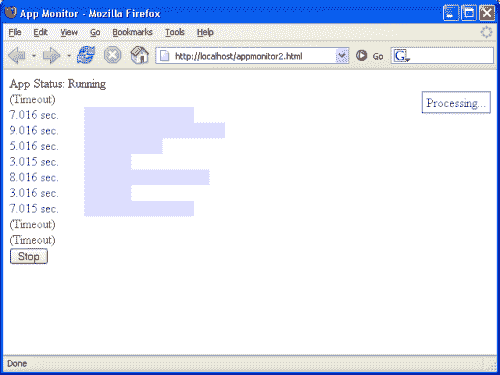 App Monitor - Mozilla Firefox
File Edit View Go Bookmarks Tools Help
http://localhost/appmonitor2.html Go G
App Status: Running
(Timeout)
Processing...
7.016 sec.
9.016 sec.
5.016 sec.
3.015 sec.
8.016 sec.
3.016 sec.
7.015 sec.
(Timeout)
(Timeout)
Stop
Done